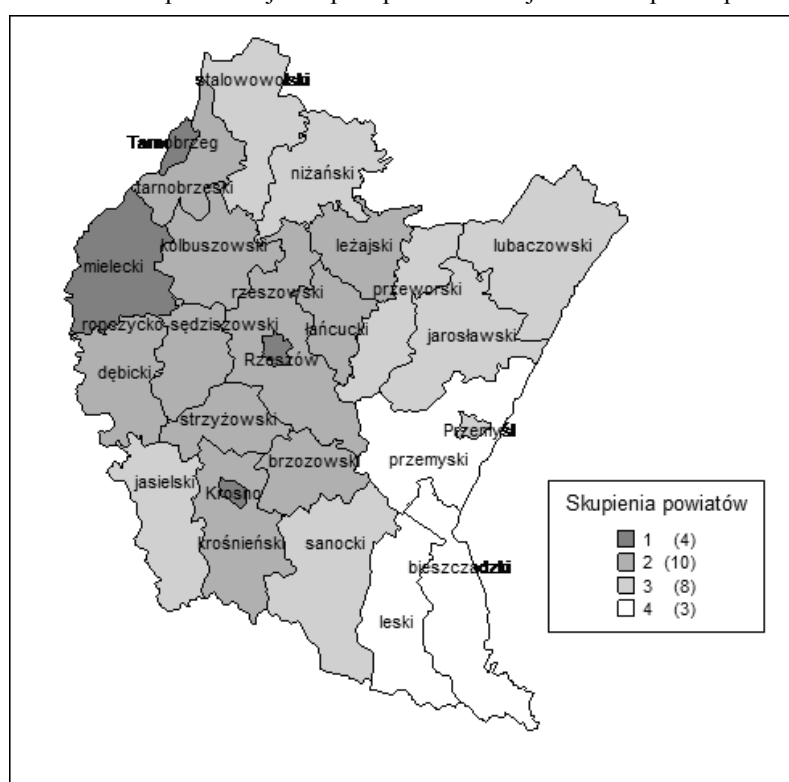 stalowowolski
Tarnobrzeg
niżański
tarnobrzeski
kolbuszowski
leżajski
lubaczowski
mielecki
rzeszowski
przeworski
ropczycko-sędziszowski
łańcucki
jarosławski
Rzeszów
dębicki
strzyżowski
Przemyśl
brzozowski
przemyski
jasielski
Krosno
krośnieński
sanocki
bieszczadzki
leski
Skupienia powiatów
1 (4)
2 (10)
3 (8)
4 (3)